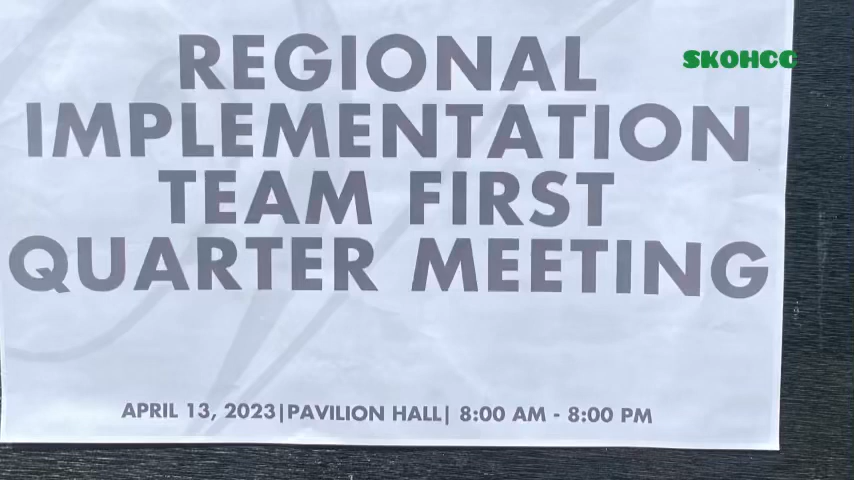 SKOHCC
REGIONAL
IMPLEMENTATION
TEAM FIRST
QUARTER MEETING
APRIL 13, 2023|PAVILION HALL| 8:00 AM - 8:00 PM